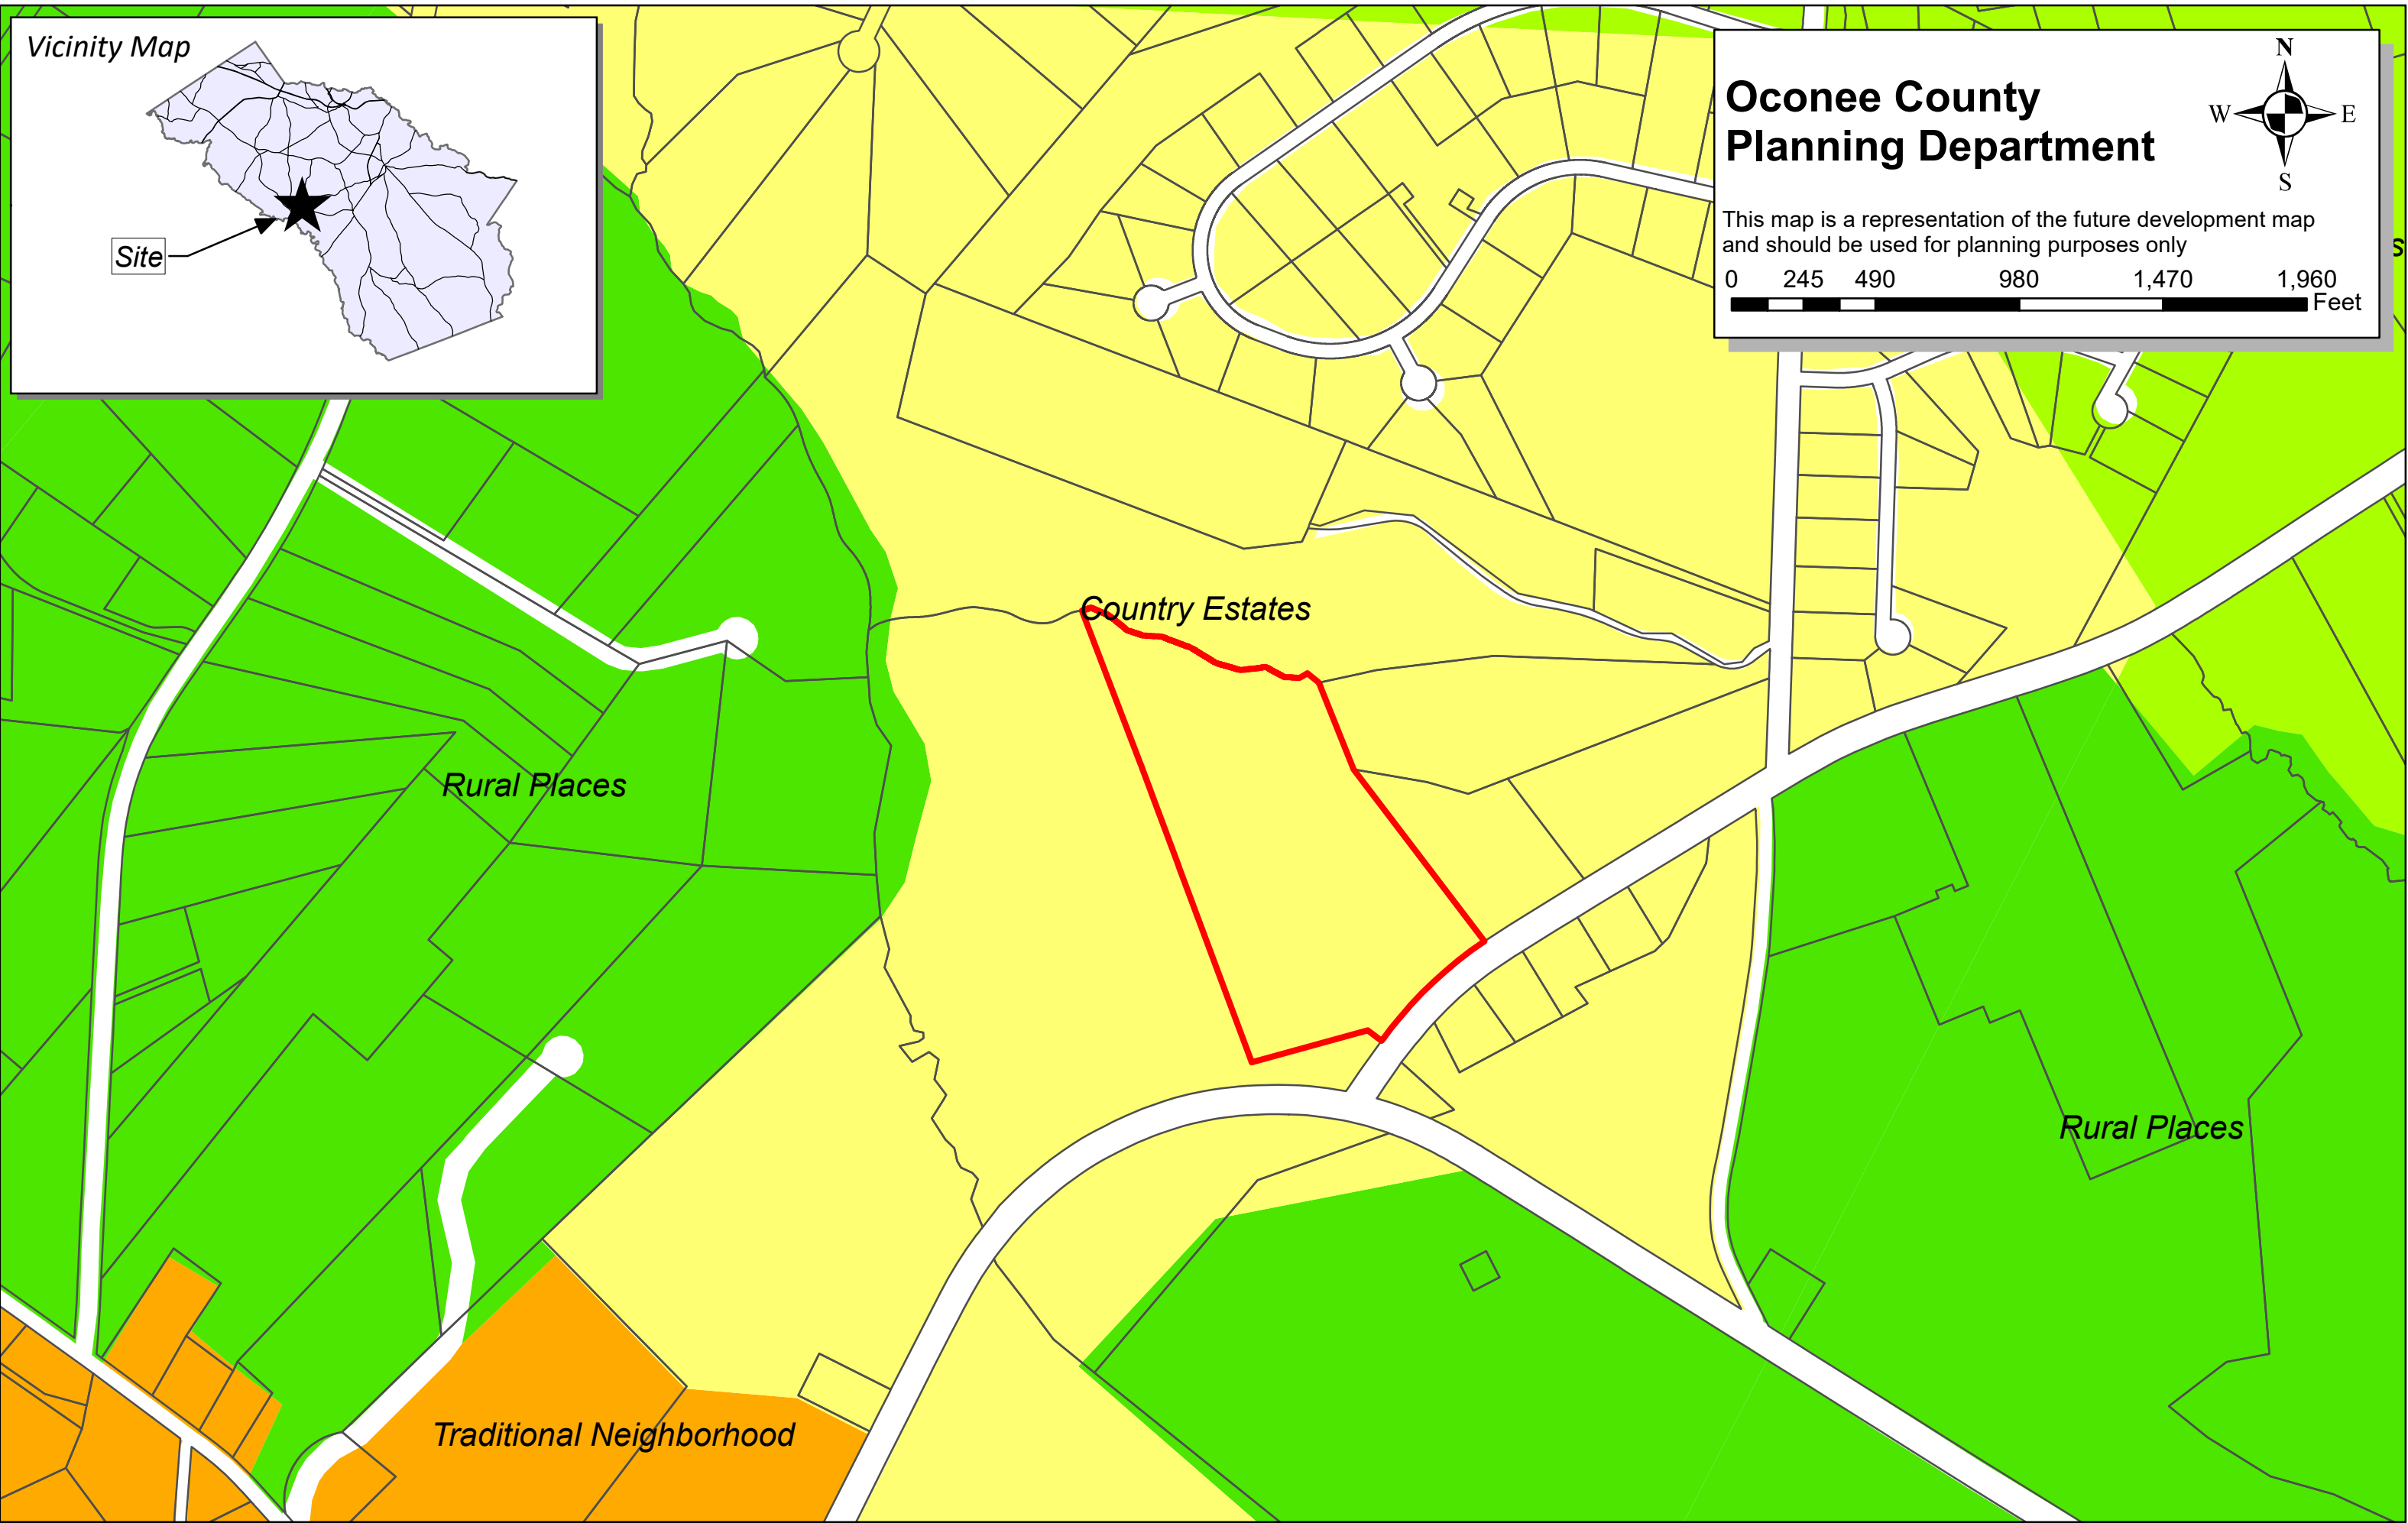 Vicinity Map
Site
Oconee County
Planning Department
N
W
E
S
This map is a representation of the future development map
and should be used for planning purposes only
0 245 490 980 1,470 1,960
Feet
Country Estates
Rural Places
Rural Places
Traditional Neighborhood